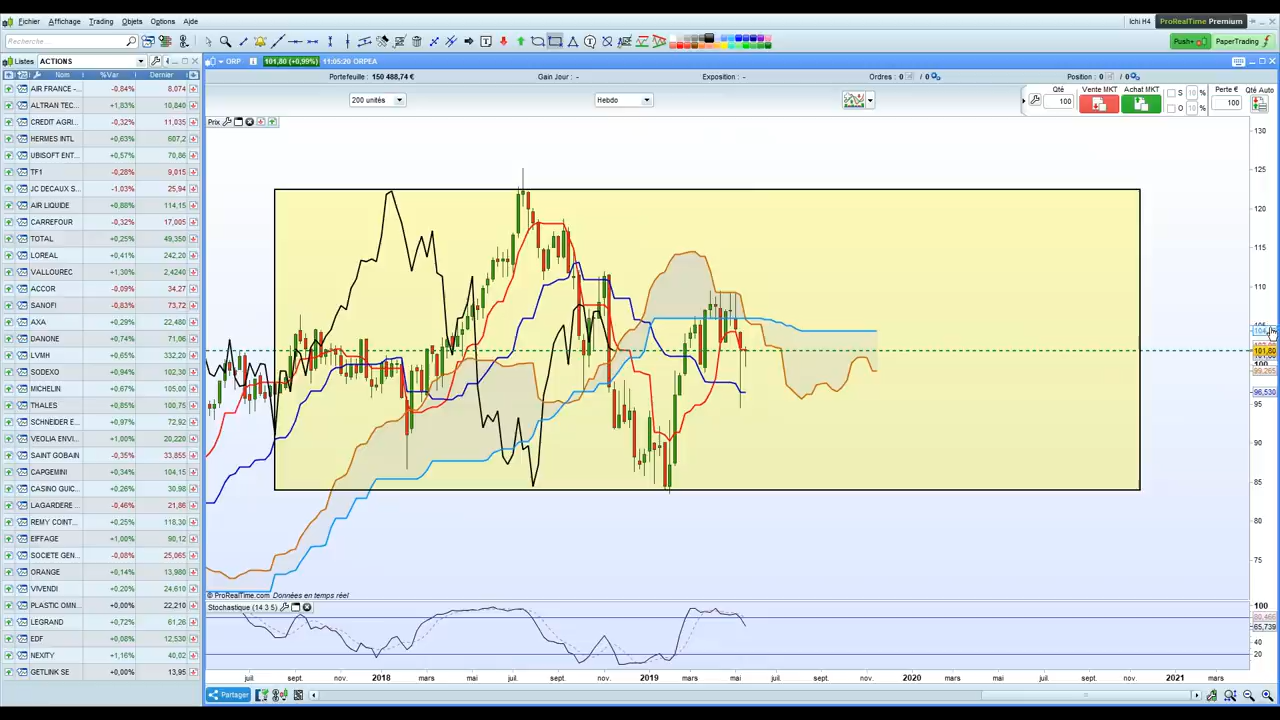 Fichier Affichage Trading Objets Options Aide Ichi H4 ProRealTime Premium
Recherche... Push+ PaperTrading
Listes ACTIONS ORP 101,80 (+0,99%) 11:05:20 ORPEA
Nom %Var Dernier Portefeuille : 150 488,74 € Gain Jour : - Exposition : - Ordres : 0 / 0 Position : 0 / 0
Qté Vente MKT Achat MKT Perte € Qté Auto
200 unités Hebdo 100 S 10 % O 10 % 100
Prix
AIR FRANCE -... -0,84% 8,074
ALTRAN TEC... +1,83% 10,840
CREDIT AGRI... -0,32% 11,035
HERMES INTL +0,63% 607,2
UBISOFT ENT... +0,57% 70,86
TF1 -0,28% 9,015
JC DECAUX S... -1,03% 25,94
AIR LIQUIDE +0,88% 114,15
CARREFOUR -0,32% 17,005
TOTAL +0,25% 49,350
LOREAL +0,41% 242,20
VALLOUREC +1,30% 2,4240
ACCOR -0,09% 34,27
SANOFI -0,83% 73,72
AXA +0,29% 22,480
DANONE +0,74% 71,06
LVMH +0,65% 332,20
SODEXO +0,94% 102,30
MICHELIN +0,67% 105,00
THALES +0,85% 100,75
SCHNEIDER E... +0,97% 72,92
VEOLIA ENVI... +1,00% 20,220
SAINT GOBAIN -0,35% 33,855
CAPGEMINI +0,34% 104,15
CASINO GUIC... +0,26% 30,98
LAGARDERE ... -0,46% 21,86
REMY COINT... +0,25% 118,30
EIFFAGE +1,00% 90,12
SOCIETE GEN... -0,08% 25,065
ORANGE +0,14% 13,980
VIVENDI +0,20% 24,610
PLASTIC OMN... +0,00% 22,210
LEGRAND +0,72% 61,26
EDF +0,08% 12,530
NEXITY +1,16% 40,02
GETLINK SE +0,00% 13,95
130
125
120
115
110
101,80
99,265
96,530
95
90
85
80
75
© ProRealTime.com Données en temps réel
Stochastique (14 3 5)
100
80,466
65,739
40
20
juil. sept. nov. 2018 mars mai juil. sept. nov. 2019 mars mai juil. sept. nov. 2020 mars mai juil. sept. nov. 2021 mars
Partager